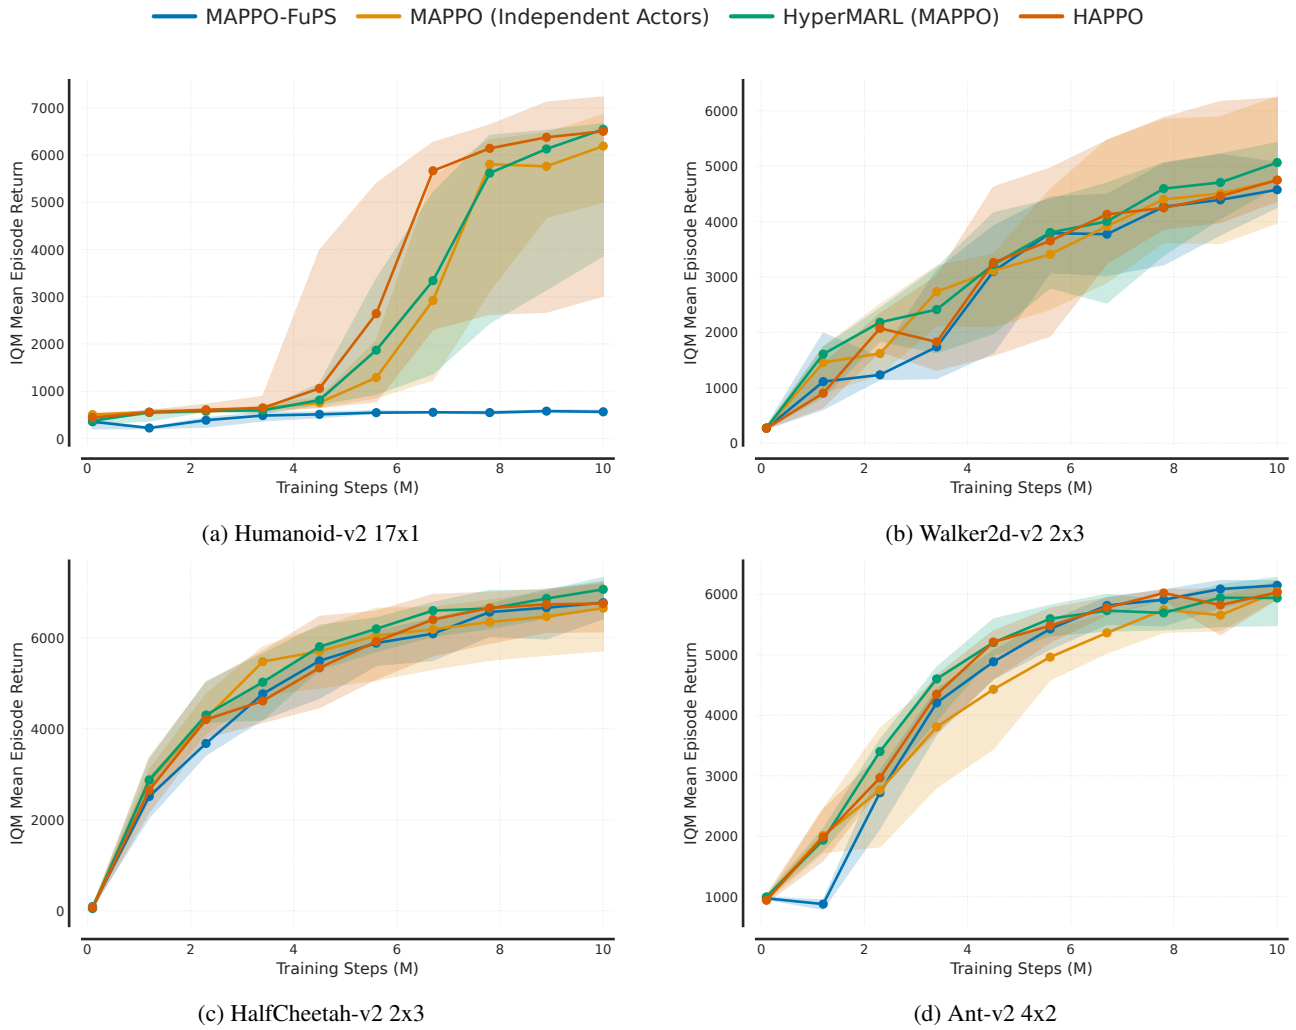 MAPPO-FuPS MAPPO (Independent Actors) HyperMARL (MAPPO) HAPPO
IQM Mean Episode Return
7000
6000
5000
4000
3000
2000
1000
0
0 2 4 6 8 10
Training Steps (M)
(a) Humanoid-v2 17x1
IQM Mean Episode Return
6000
5000
4000
3000
2000
1000
0
0 2 4 6 8 10
Training Steps (M)
(b) Walker2d-v2 2x3
IQM Mean Episode Return
6000
4000
2000
0
0 2 4 6 8 10
Training Steps (M)
(c) HalfCheetah-v2 2x3
IQM Mean Episode Return
6000
5000
4000
3000
2000
1000
0 2 4 6 8 10
Training Steps (M)
(d) Ant-v2 4x2